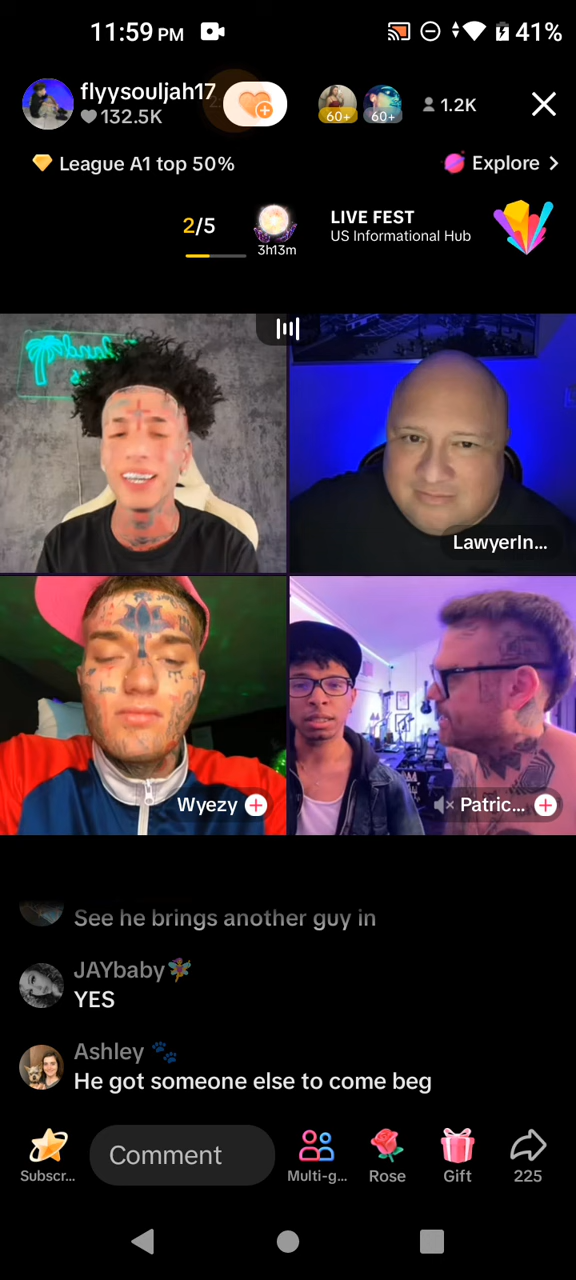 11:59 PM
41%
flyysouljah17
132.5K
60+
60+
1.2K
League A1 top 50%
Explore >
2/5
3h13m
LIVE FEST
US Informational Hub
LawyerIn...
Wyezy
Patric...
See he brings another guy in
JAYbaby🧚
YES
Ashley 🐾
He got someone else to come beg
Comment
Subscr...
Multi-g...
Rose
Gift
225